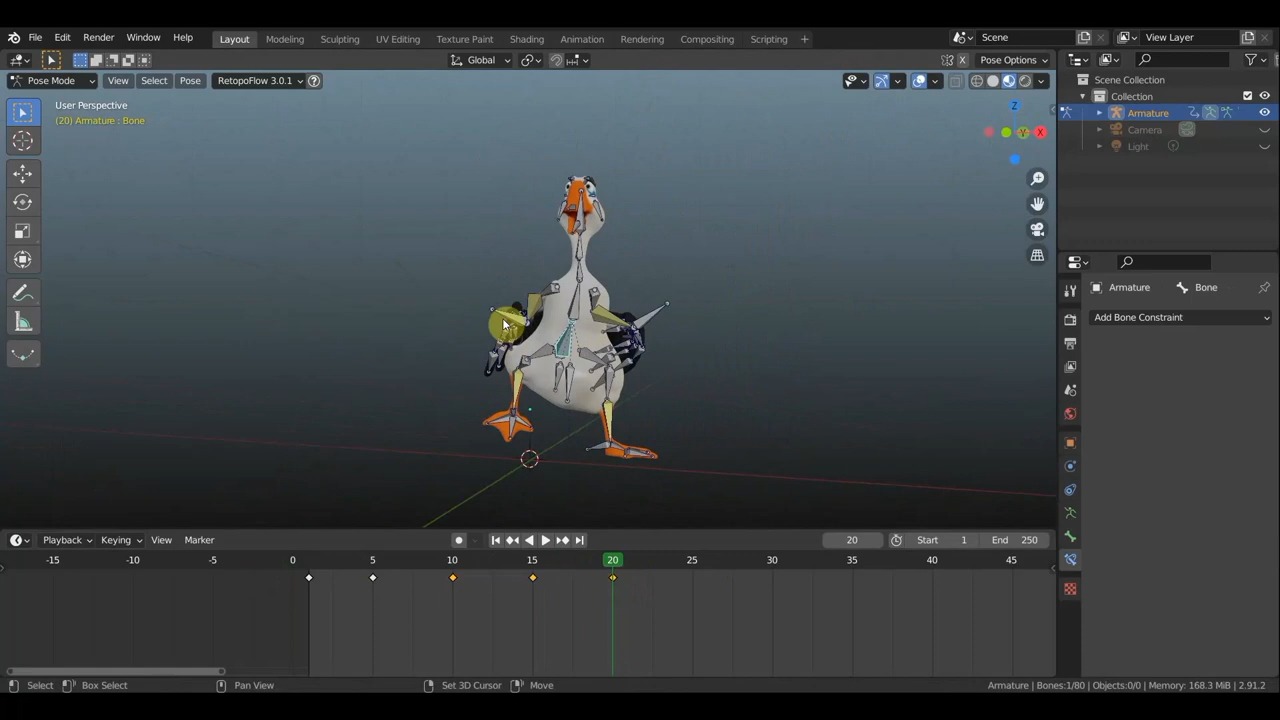 File Edit Render Window Help Layout Modeling Sculpting UV Editing Texture Paint Shading Animation Rendering Compositing Scripting Scene View Layer
Global Pose Options
Pose Mode View Select Pose RetopoFlow 3.0.1
Scene Collection
Collection
Armature
Camera
Light
User Perspective
(20) Armature : Bone
Z
Y
X
Armature Bone
Add Bone Constraint
Playback Keying View Marker 20 Start 1 End 250
-15 -10 -5 0 5 10 15 20 25 30 35 40 45
Select Box Select Pan View Set 3D Cursor Move Armature | Bones:1/80 | Objects:0/0 | Memory: 168.3 MiB | 2.91.2